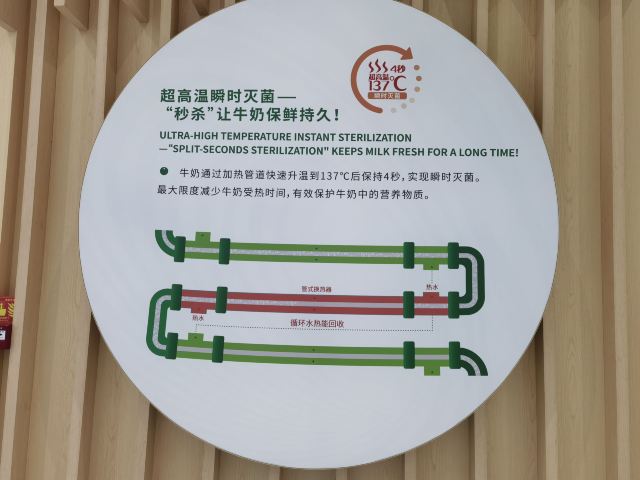 4秒
超高温
137℃
瞬时灭菌
超高温瞬时灭菌——
“秒杀”让牛奶保鲜持久！
ULTRA-HIGH TEMPERATURE INSTANT STERILIZATION
—"SPLIT-SECONDS STERILIZATION" KEEPS MILK FRESH FOR A LONG TIME!
牛奶通过加热管道快速升温到137℃后保持4秒，实现瞬时灭菌。
最大限度减少牛奶受热时间，有效保护牛奶中的营养物质。
管式换热器
热水
热水
循环水热能回收